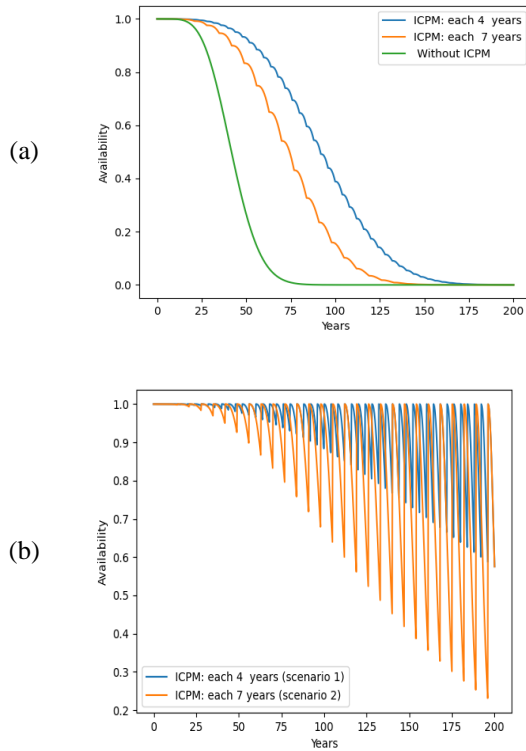 (a)
Availability
1.0
0.8
0.6
0.4
0.2
0.0
ICPM: each 4 years
ICPM: each 7 years
Without ICPM
0 25 50 75 100 125 150 175 200
Years
(b)
Availability
1.0
0.9
0.8
0.7
0.6
0.5
0.4
0.3
0.2
ICPM: each 4 years (scenario 1)
ICPM: each 7 years (scenario 2)
0 25 50 75 100 125 150 175 200
Years